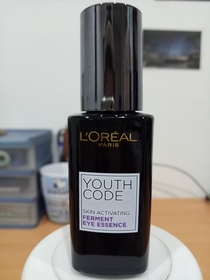 L'ORÉAL
PARIS
YOUTH
CODE
SKIN ACTIVATING
FERMENT
EYE ESSENCE